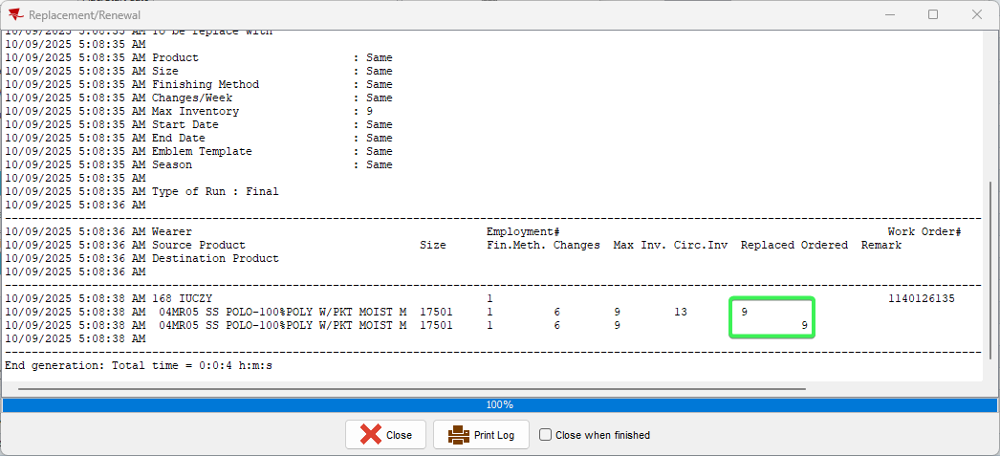 Replacement/Renewal
10/09/2025 5:08:35 AM To be replace with
10/09/2025 5:08:35 AM
10/09/2025 5:08:35 AM Product : Same
10/09/2025 5:08:35 AM Size : Same
10/09/2025 5:08:35 AM Finishing Method : Same
10/09/2025 5:08:35 AM Changes/Week : Same
10/09/2025 5:08:35 AM Max Inventory : 9
10/09/2025 5:08:35 AM Start Date : Same
10/09/2025 5:08:35 AM End Date : Same
10/09/2025 5:08:35 AM Emblem Template : Same
10/09/2025 5:08:35 AM Season : Same
10/09/2025 5:08:35 AM
10/09/2025 5:08:35 AM Type of Run : Final
10/09/2025 5:08:36 AM
10/09/2025 5:08:36 AM Wearer Employment# Work Order#
10/09/2025 5:08:36 AM Source Product Size Fin.Meth. Changes Max Inv. Circ.Inv Replaced Ordered Remark
10/09/2025 5:08:36 AM Destination Product
10/09/2025 5:08:36 AM
10/09/2025 5:08:38 AM 168 IUCZY 1 1140126135
10/09/2025 5:08:38 AM 04MR05 SS POLO-100%POLY W/PKT MOIST M 17501 1 6 9 13 9
10/09/2025 5:08:38 AM 04MR05 SS POLO-100%POLY W/PKT MOIST M 17501 1 6 9 9
10/09/2025 5:08:38 AM
End generation: Total time = 0:0:4 h:m:s
100%
Close
Print Log
Close when finished